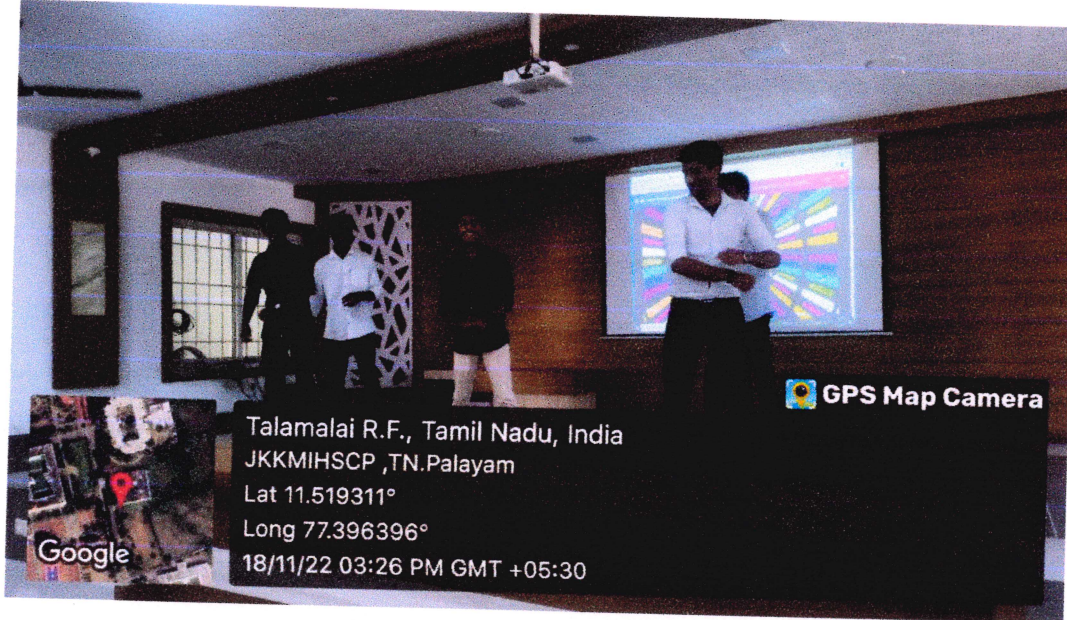 GPS Map Camera
Talamalai R.F., Tamil Nadu, India
JKKMIHSCP ,TN.Palayam
Lat 11.519311°
Long 77.396396°
18/11/22 03:26 PM GMT +05:30
Google